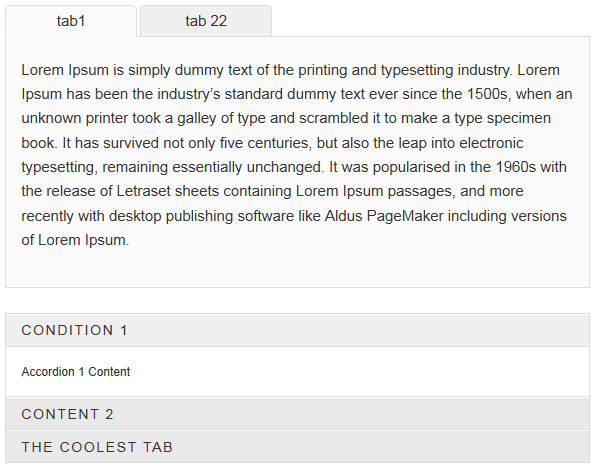 tab1
tab 22
Lorem Ipsum is simply dummy text of the printing and typesetting industry. Lorem
Ipsum has been the industry’s standard dummy text ever since the 1500s, when an
unknown printer took a galley of type and scrambled it to make a type specimen
book. It has survived not only five centuries, but also the leap into electronic
typesetting, remaining essentially unchanged. It was popularised in the 1960s with
the release of Letraset sheets containing Lorem Ipsum passages, and more
recently with desktop publishing software like Aldus PageMaker including versions
of Lorem Ipsum.
CONDITION 1
Accordion 1 Content
CONTENT 2
THE COOLEST TAB